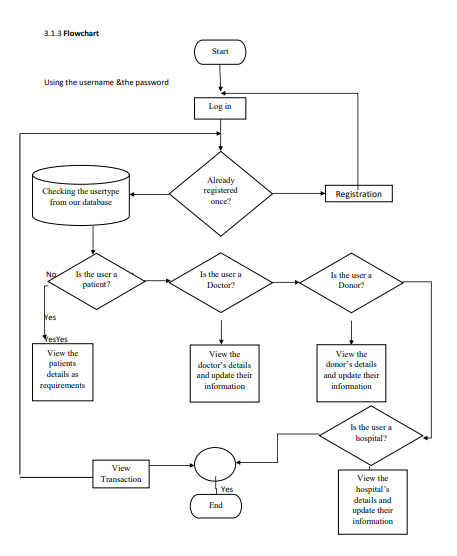 3.1.3 Flowchart
Start
Using the username &the password
Log in
Already
registered
once?
Registration
Checking the usertype
from our database
No
Is the user a
patient?
Is the user a
Doctor?
Is the user a
Donor?
Yes
YesYes
View the
patients
details as
requirements
View the
doctor's details
and update their
information
View the
donor's details
and update their
information
Is the user a
hospital?
View
Transaction
Yes
End
View the
hospital's
details and
update their
information